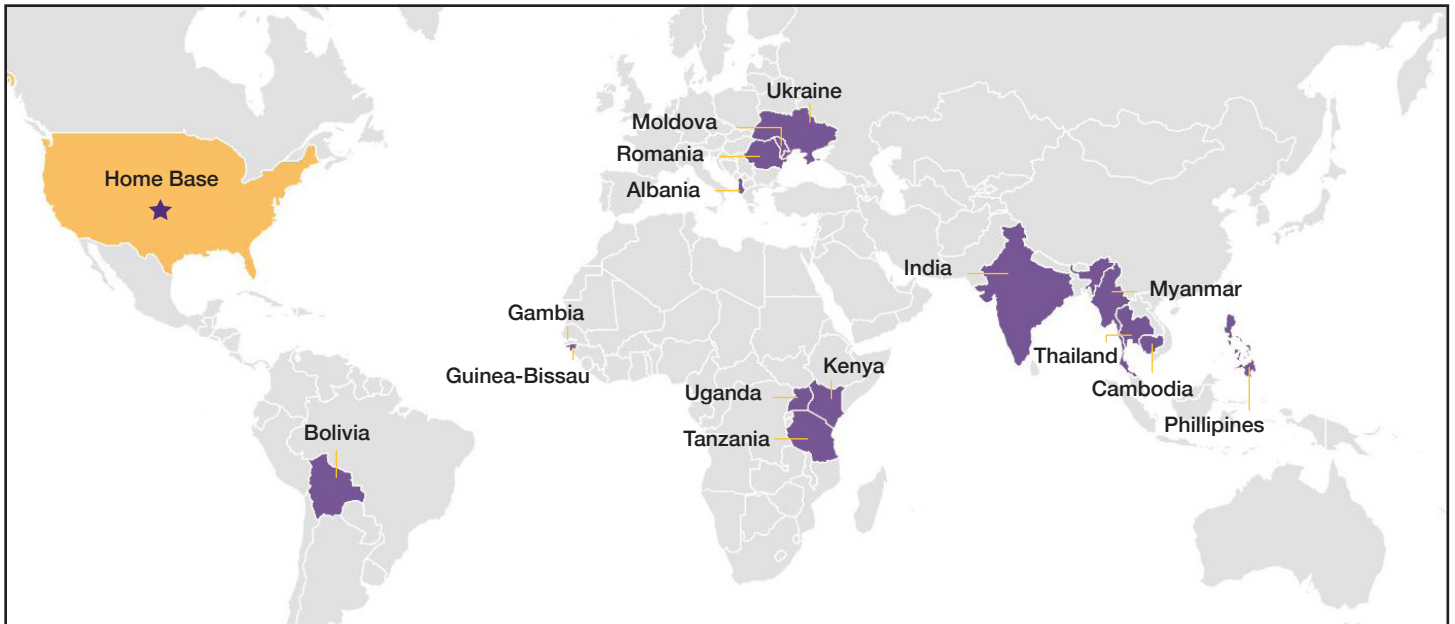 Ukraine
Moldova
Romania
Albania
Home Base
India
Myanmar
Gambia
Guinea-Bissau
Thailand
Kenya
Uganda
Cambodia
Phillipines
Tanzania
Bolivia